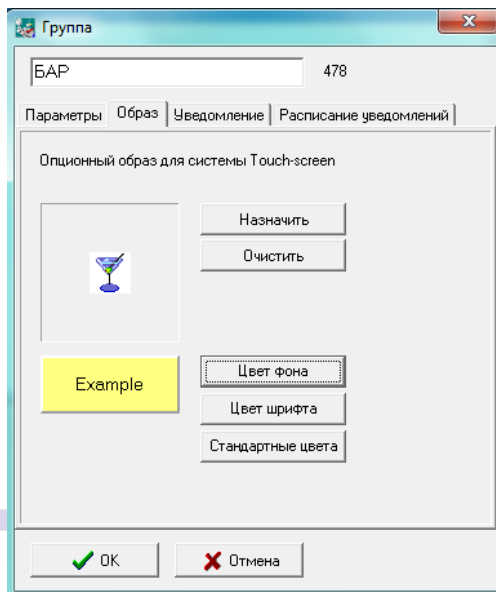 Группа
БАР 478
Параметры Образ Уведомление Расписание уведомлений
Опционный образ для системы Touch-screen
Назначить
Очистить
Example
Цвет фона
Цвет шрифта
Стандартные цвета
OK Отмена